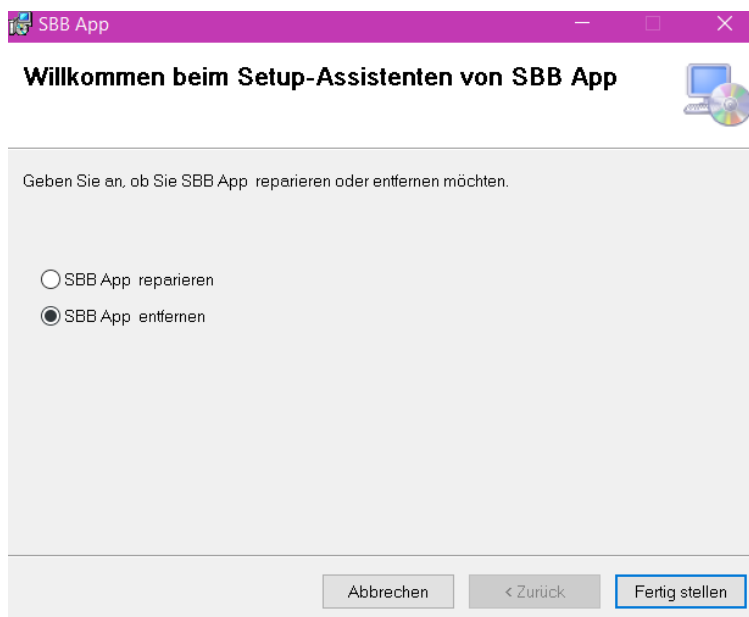 SBB App
Willkommen beim Setup-Assistenten von SBB App
Geben Sie an, ob Sie SBB App reparieren oder entfernen möchten.
SBB App reparieren
SBB App entfernen
Abbrechen
< Zurück
Fertig stellen